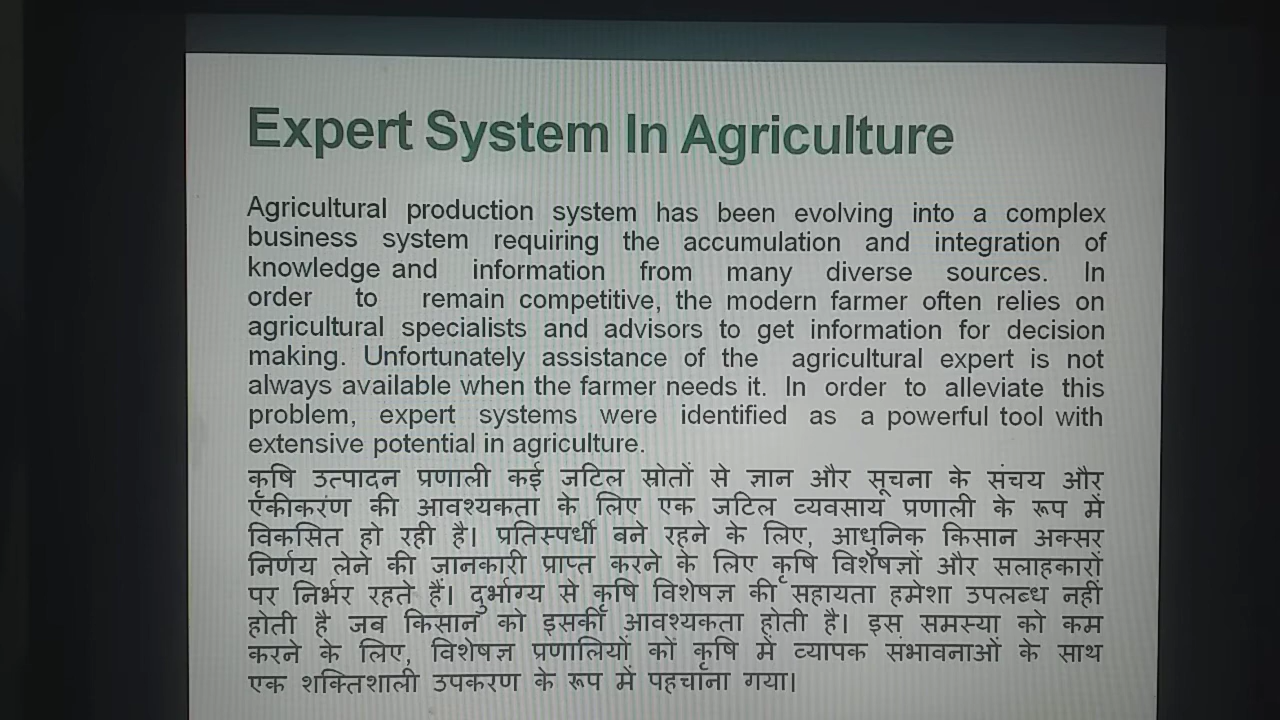 Expert System In Agriculture
Agricultural production system has been evolving into a complex
business system requiring the accumulation and integration of
knowledge and information from many diverse sources. In
order to remain competitive, the modern farmer often relies on
agricultural specialists and advisors to get information for decision
making. Unfortunately assistance of the agricultural expert is not
always available when the farmer needs it. In order to alleviate this
problem, expert systems were identified as a powerful tool with
extensive potential in agriculture.
कृषि उत्पादन प्रणाली कई जटिल स्रोतों से ज्ञान और सूचना के संचय और
एकीकरण की आवश्यकता के लिए एक जटिल व्यवसाय प्रणाली के रूप में
विकसित हो रही है। प्रतिस्पर्धी बने रहने के लिए, आधुनिक किसान अक्सर
निर्णय लेने की जानकारी प्राप्त करने के लिए कृषि विशेषज्ञों और सलाहकारों
पर निर्भर रहते हैं। दुर्भाग्य से कृषि विशेषज्ञ की सहायता हमेशा उपलब्ध नहीं
होती है जब किसान को इसकी आवश्यकता होती है। इस समस्या को कम
करने के लिए, विशेषज्ञ प्रणालियों को कृषि में व्यापक संभावनाओं के साथ
एक शक्तिशाली उपकरण के रूप में पहचाना गया।